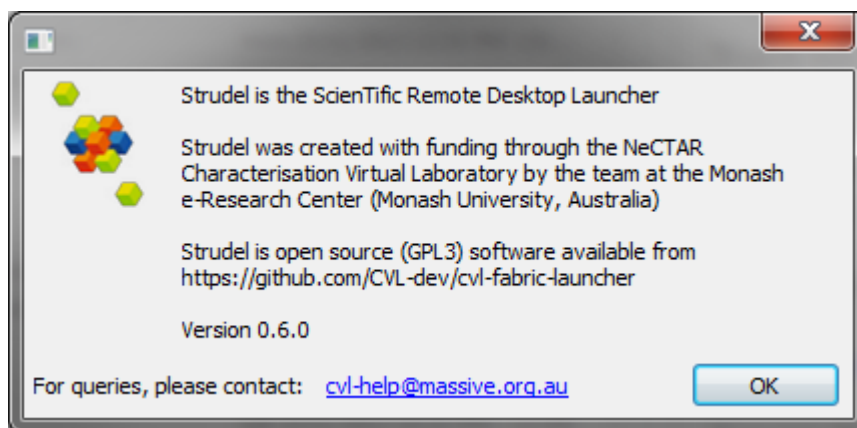 Strudel is the ScienTific Remote Desktop Launcher
Strudel was created with funding through the NeCTAR
Characterisation Virtual Laboratory by the team at the Monash
e-Research Center (Monash University, Australia)
Strudel is open source (GPL3) software available from
https://github.com/CVL-dev/cvl-fabric-launcher
Version 0.6.0
For queries, please contact: cvl-help@massive.org.au
OK